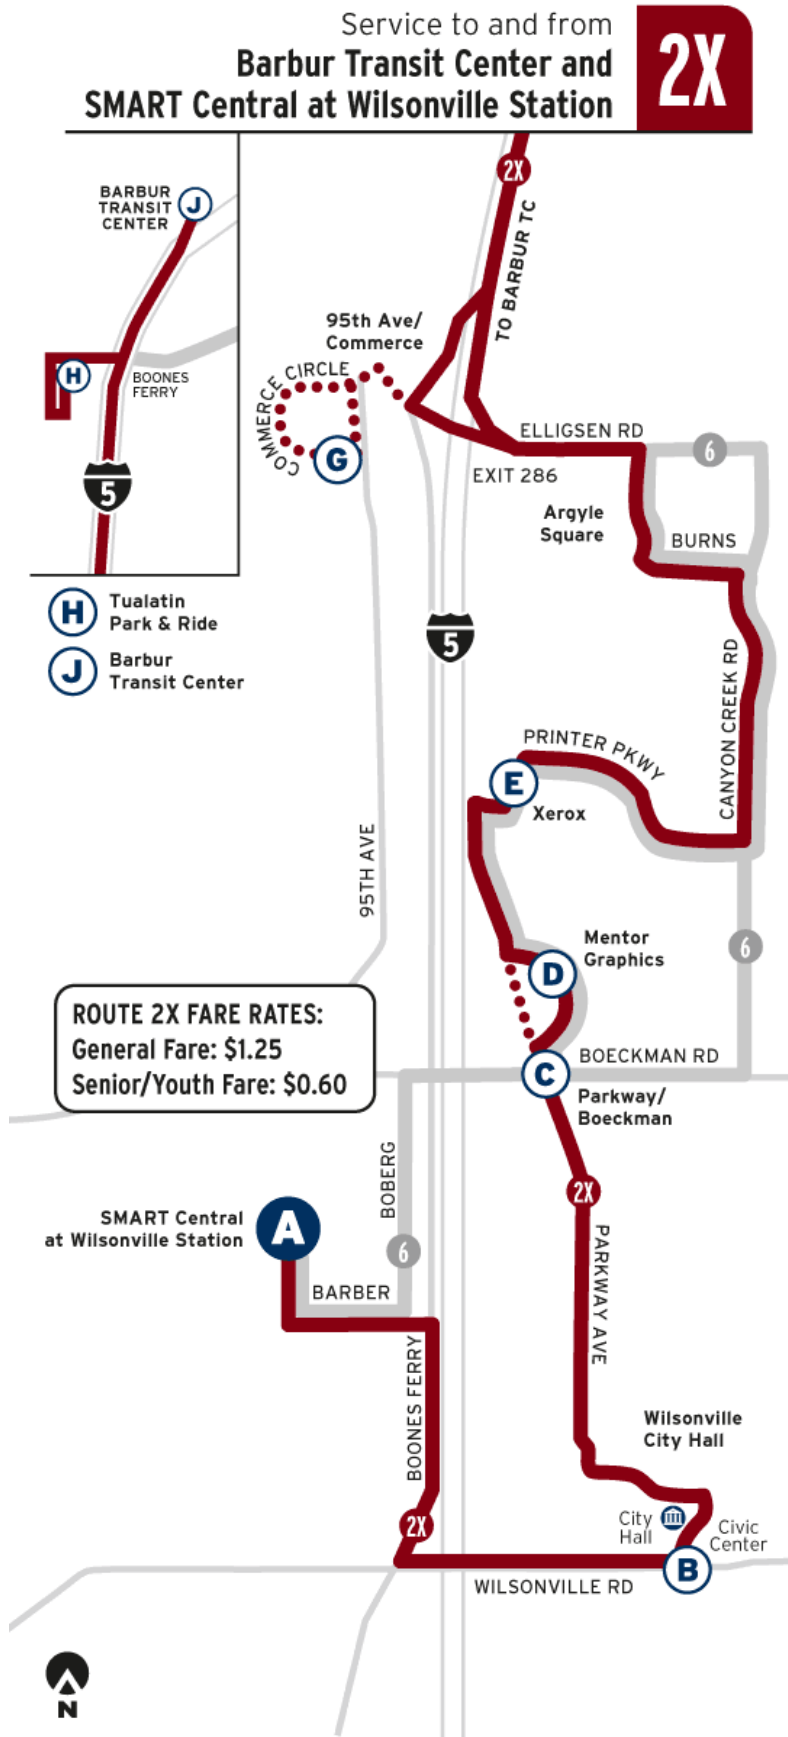 Service to and from
Barbur Transit Center and
SMART Central at Wilsonville Station
2X
BARBUR
TRANSIT
CENTER
J
H
BOONES
FERRY
5
H
Tualatin
Park & Ride
J
Barbur
Transit Center
2X
TO BARBUR TC
95th Ave/
Commerce
COMMERCE CIRCLE
G
ELLIGSEN RD
6
EXIT 286
Argyle
Square
BURNS
5
CANYON CREEK RD
PRINTER PKWY
E
Xerox
95TH AVE
Mentor
Graphics
D
6
ROUTE 2X FARE RATES:
General Fare: $1.25
Senior/Youth Fare: $0.60
BOECKMAN RD
C
Parkway/
Boeckman
BOBERG
2X
SMART Central
at Wilsonville Station
A
6
BARBER
PARKWAY AVE
BOONES FERRY
Wilsonville
City Hall
2X
City
Hall
Civic
Center
B
WILSONVILLE RD
N